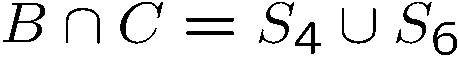 B ∩ C = S₄ ∪ S₆